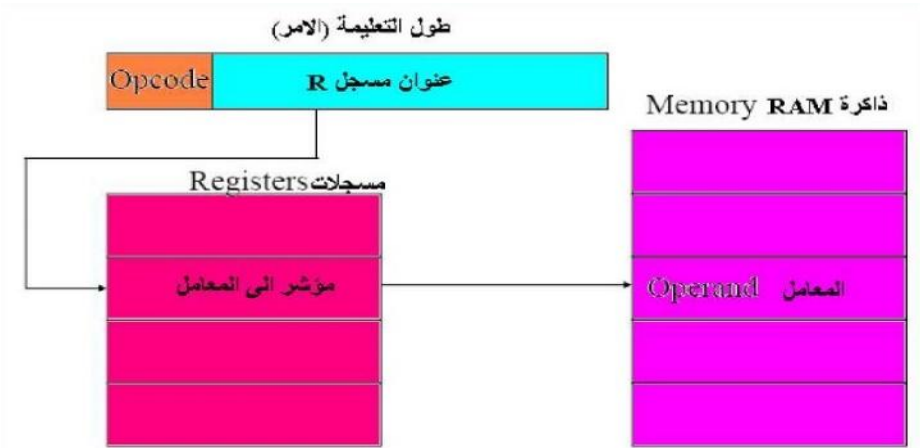 طول التعليمة (الامر)
Opcode عنوان مسجل R
ذاكرة Memory RAM
مسجلات Registers
مؤشر الى المعامل
المعامل Operand